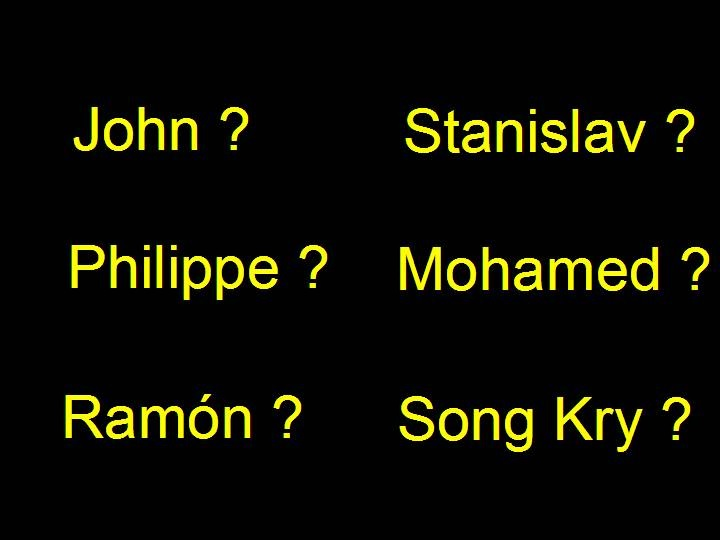 John ?
Stanislav ?
Philippe ?
Mohamed ?
Ramón ?
Song Kry ?